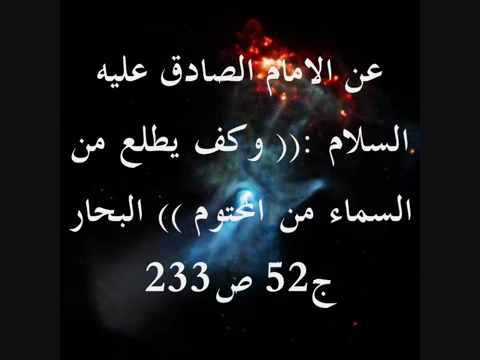 عن الامام الصادق عليه
السلام :(( وكف يطلع من
السماء من المحتوم )) البحار
ج52 ص233